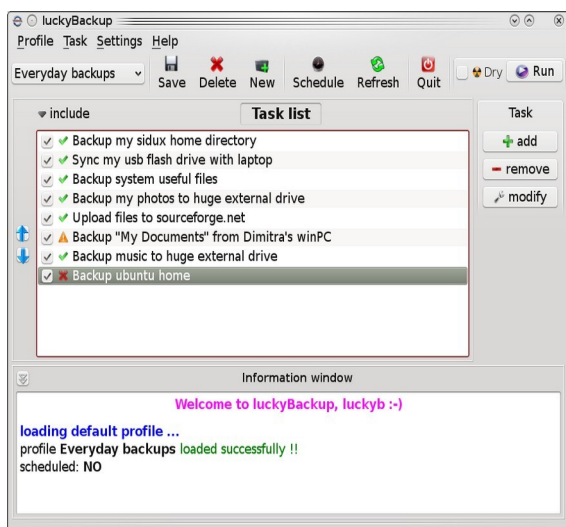 luckyBackup
Profile Task Settings Help
Everyday backups Save Delete New Schedule Refresh Quit Dry Run
include Task list Task
Backup my sidux home directory
Sync my usb flash drive with laptop
Backup system useful files
Backup my photos to huge external drive
Upload files to sourceforge.net
Backup "My Documents" from Dimitra's winPC
Backup music to huge external drive
Backup ubuntu home
add
remove
modify
Information window
Welcome to luckyBackup, luckyb :-)
loading default profile ...
profile Everyday backups loaded successfully !!
scheduled: NO